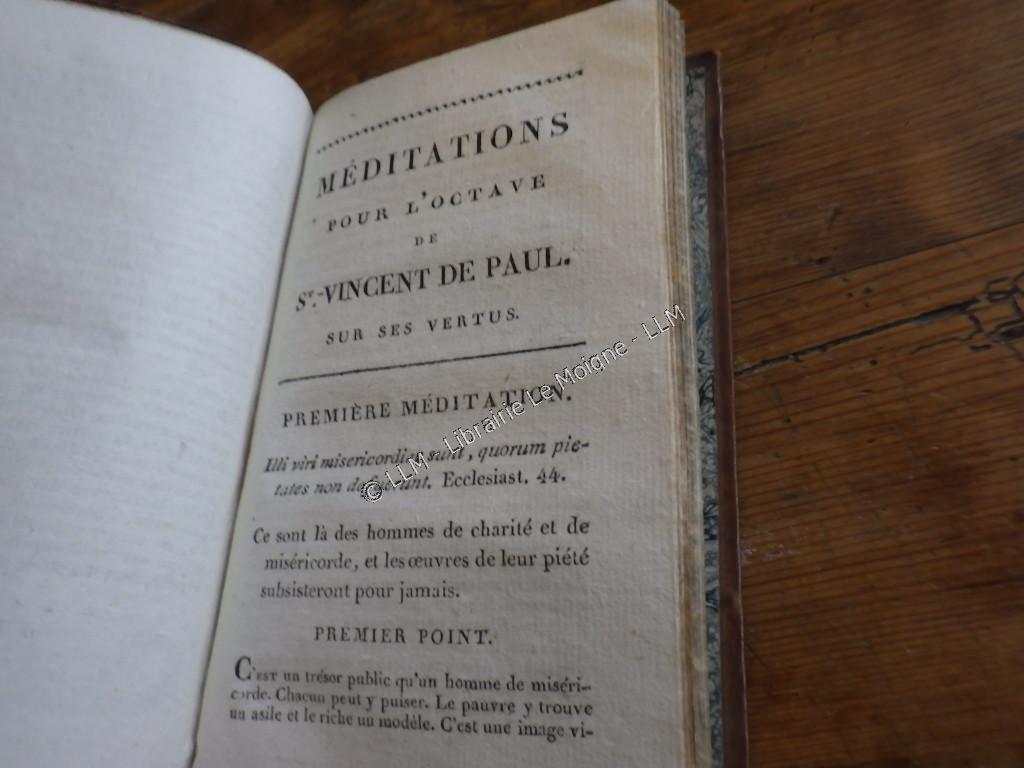 MÉDITATIONS
POUR L'OCTAVE
DE
St.-VINCENT DE PAUL.
SUR SES VERTUS.
PREMIÈRE MÉDITATION.
Illi viri misericordiæ sunt, quorum pie-
tates non defuerunt. Ecclesiast. 44.
Ce sont là des hommes de charité et de
miséricorde, et les œuvres de leur piété
subsisteront pour jamais.
PREMIER POINT.
C'EST un trésor public qu'un homme de miséri-
corde. Chacun peut y puiser. Le pauvre y trouve
un asile et le riche un modèle. C'est une image vi-
© LLM - Librairie Le Moigne - LLM